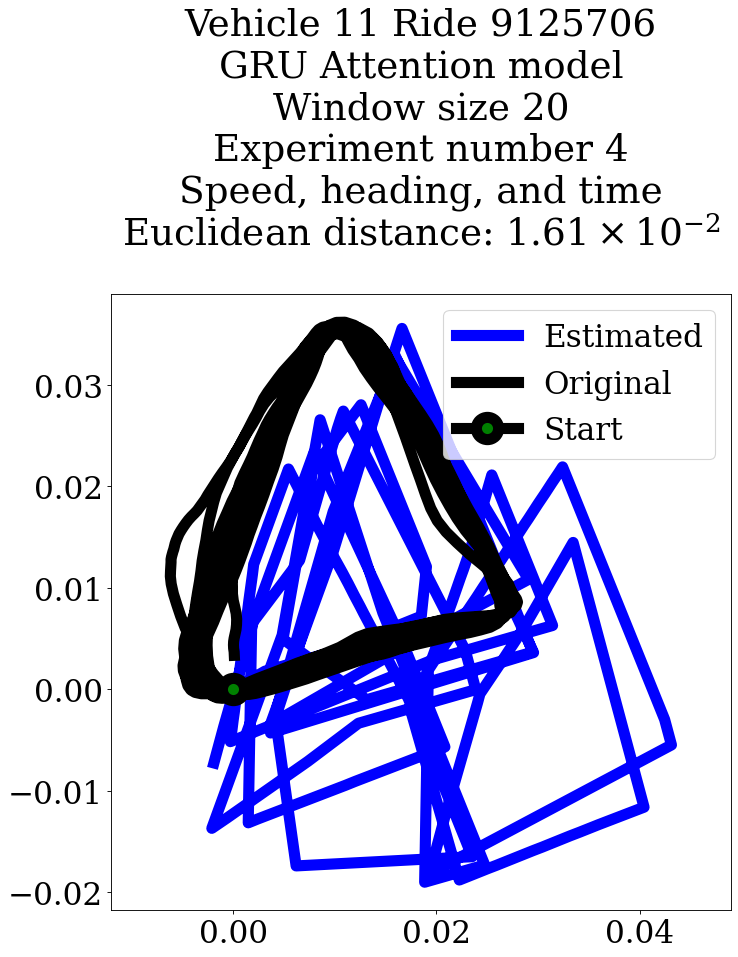 Vehicle 11 Ride 9125706
GRU Attention model
Window size 20
Experiment number 4
Speed, heading, and time
Euclidean distance: 1.61 × 10⁻²
Estimated
Original
Start
0.03
0.02
0.01
0.00
−0.01
−0.02
0.00 0.02 0.04